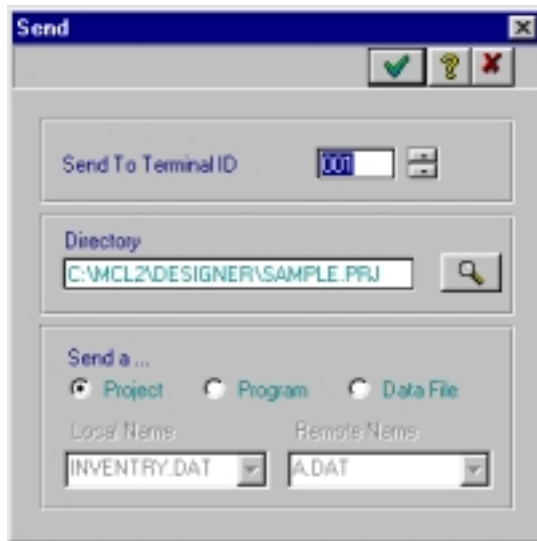 Send
Send To Terminal ID 001
Directory
C:\MCL2\DESIGNER\SAMPLE.PRJ
Send a ...
Project Program Data File
Local Name Remote Name
INVENTRY.DAT A.DAT